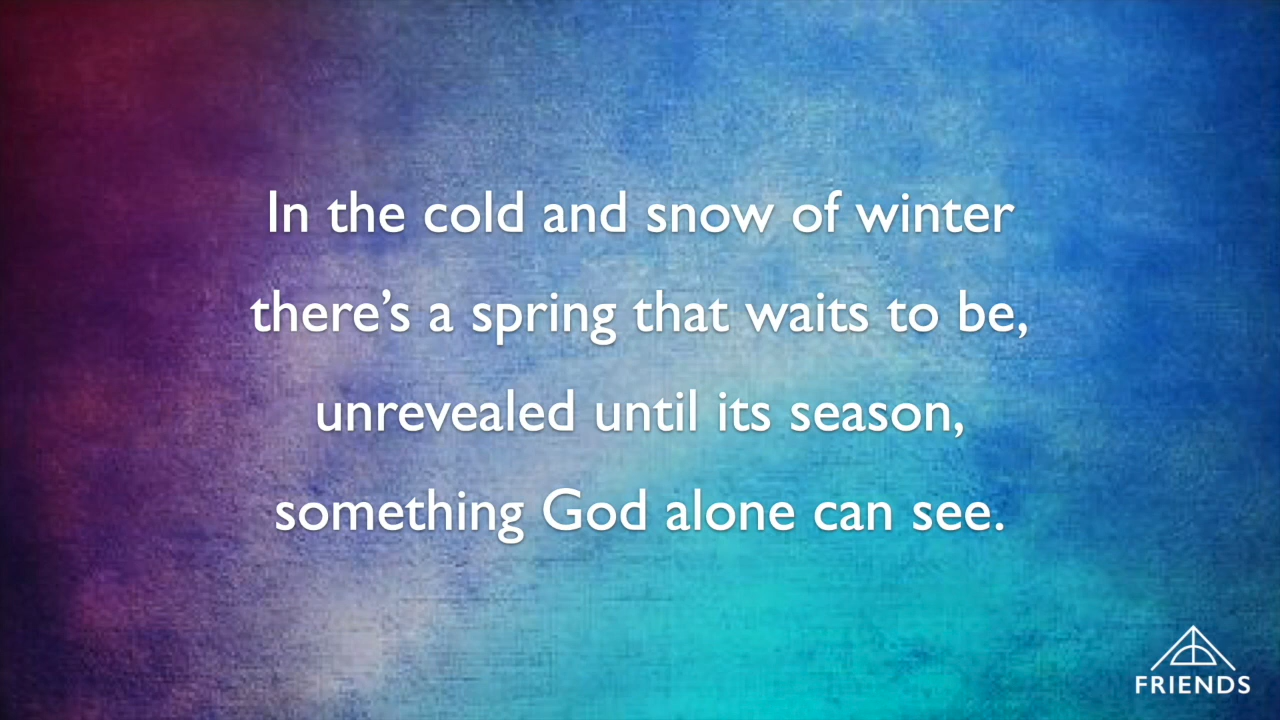 In the cold and snow of winter
there’s a spring that waits to be,
unrevealed until its season,
something God alone can see.
FRIENDS